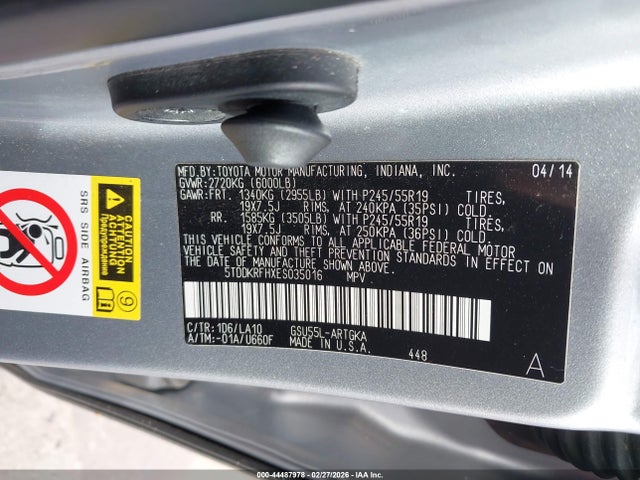 MFD.BY:TOYOTA MOTOR MANUFACTURING, INDIANA, INC. 04/14
GVWR:2720KG (6000LB)
GAWR:FRT. 1340KG (2955LB) WITH P245/55R19 TIRES,
19X7.5J RIMS, AT 240KPA (35PSI) COLD.
RR. 1585KG (3505LB) WITH P245/55R19 TIRES,
19X7.5J RIMS, AT 250KPA (36PSI) COLD.
THIS VEHICLE CONFORMS TO ALL APPLICABLE FEDERAL MOTOR
VEHICLE SAFETY AND THEFT PREVENTION STANDARDS IN EFFECT ON
THE DATE OF MANUFACTURE SHOWN ABOVE.
5TDDKRFHXES035016 MPV
C/TR:1D6/LA10 GSU55L-ARTGKA
A/TM:-01A/U660F MADE IN U.S.A.
448
A
SRS SIDE AIRBAG
CAUTION
ACHTUNG
ATTENTION
Предупреждение
9
000-44487978 - 02/27/2026 - COPART